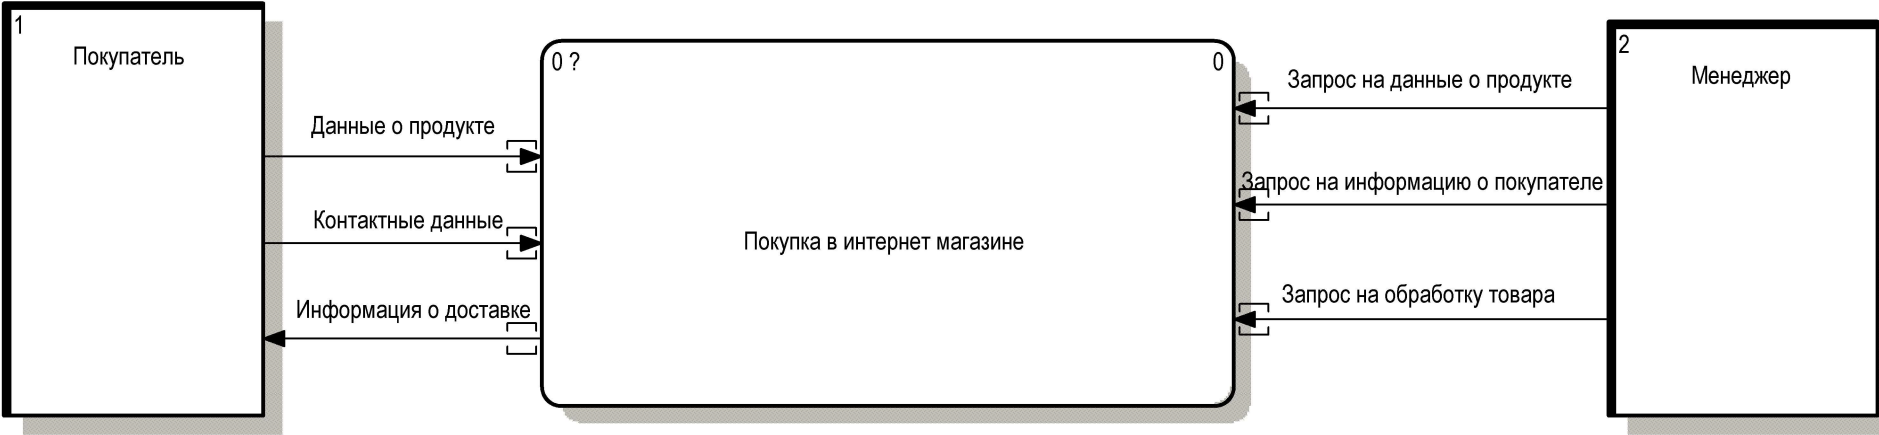 1
Покупатель
Данные о продукте
Контактные данные
Информация о доставке
0 ?
0
Покупка в интернет магазине
Запрос на данные о продукте
Запрос на информацию о покупателе
Запрос на обработку товара
2
Менеджер